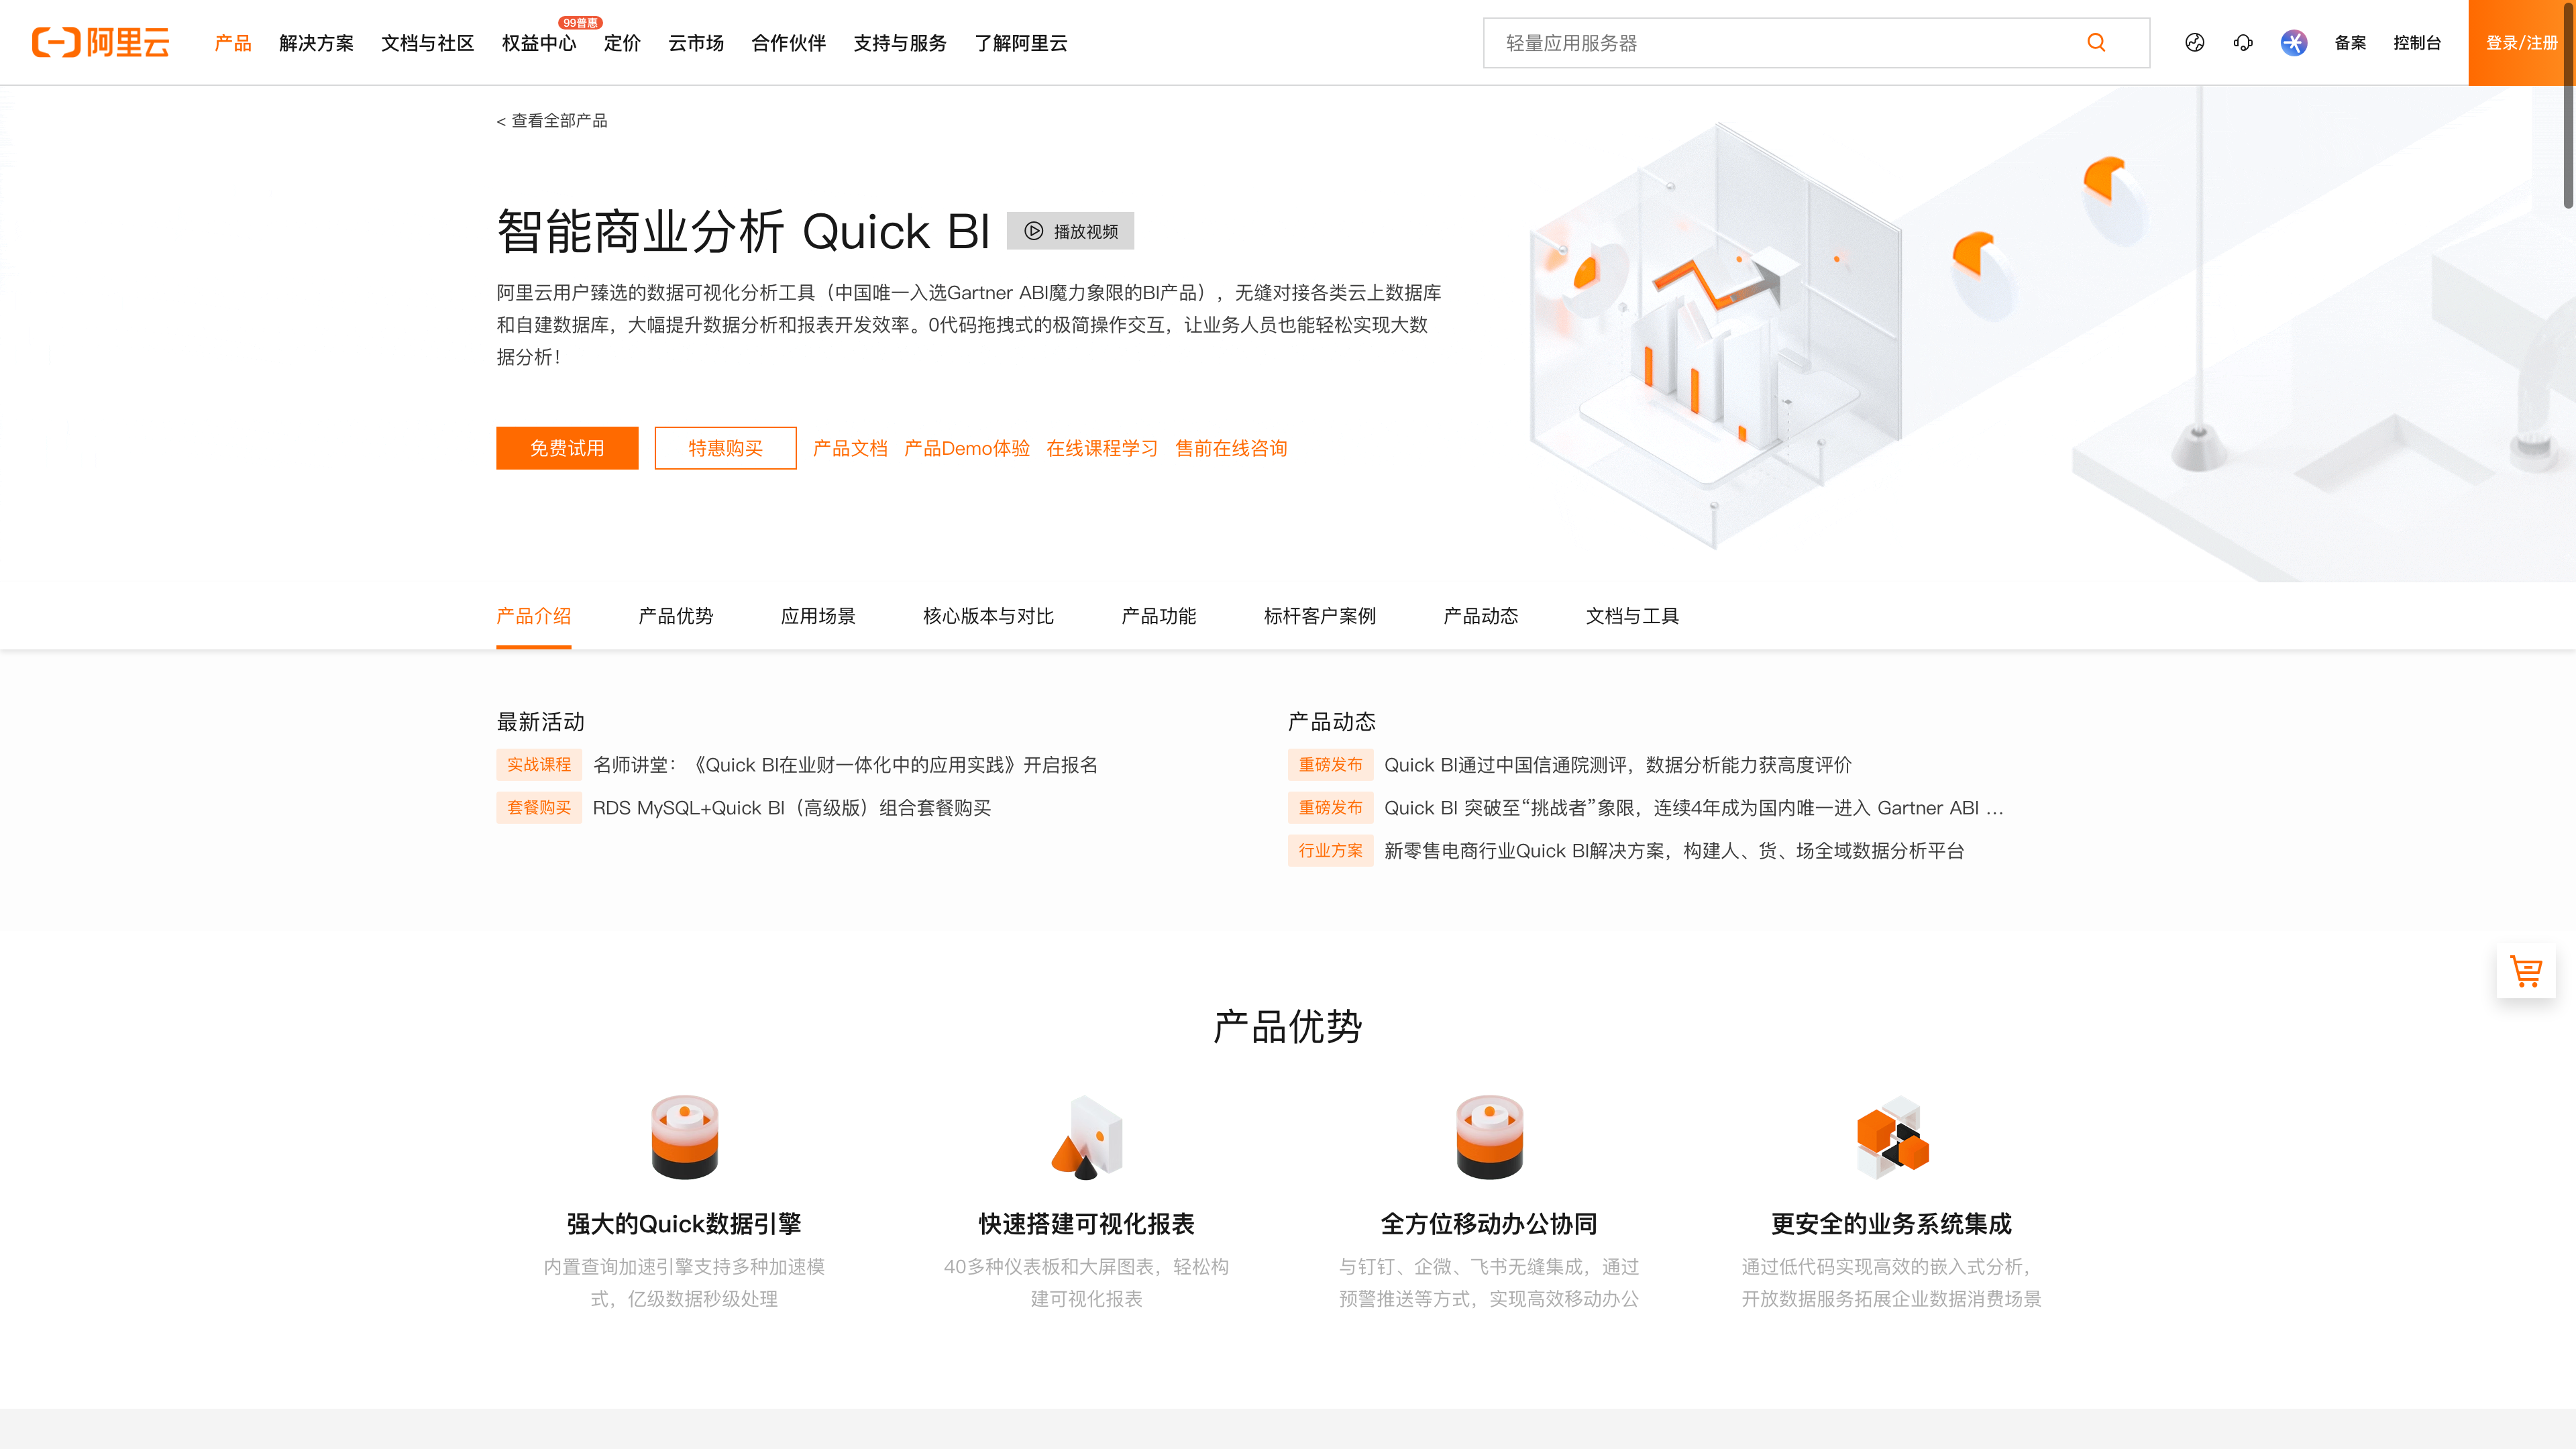 阿里云
产品 解决方案 文档与社区 权益中心 99普惠 定价 云市场 合作伙伴 支持与服务 了解阿里云 轻量应用服务器 备案 控制台 登录/注册
< 查看全部产品
智能商业分析 Quick BI 播放视频
阿里云用户臻选的数据可视化分析工具（中国唯一入选Gartner ABI魔力象限的BI产品），无缝对接各类云上数据库
和自建数据库，大幅提升数据分析和报表开发效率。0代码拖拽式的极简操作交互，让业务人员也能轻松实现大数
据分析！
免费试用 特惠购买 产品文档 产品Demo体验 在线课程学习 售前在线咨询
产品介绍 产品优势 应用场景 核心版本与对比 产品功能 标杆客户案例 产品动态 文档与工具
最新活动
实战课程 名师讲堂：《Quick BI在业财一体化中的应用实践》开启报名
套餐购买 RDS MySQL+Quick BI（高级版）组合套餐购买
产品动态
重磅发布 Quick BI通过中国信通院测评，数据分析能力获高度评价
重磅发布 Quick BI 突破至“挑战者”象限，连续4年成为国内唯一进入 Gartner ABI ...
行业方案 新零售电商行业Quick BI解决方案，构建人、货、场全域数据分析平台
产品优势
强大的Quick数据引擎
内置查询加速引擎支持多种加速模
式，亿级数据秒级处理
快速搭建可视化报表
40多种仪表板和大屏图表，轻松构
建可视化报表
全方位移动办公协同
与钉钉、企微、飞书无缝集成，通过
预警推送等方式，实现高效移动办公
更安全的业务系统集成
通过低代码实现高效的嵌入式分析，
开放数据服务拓展企业数据消费场景